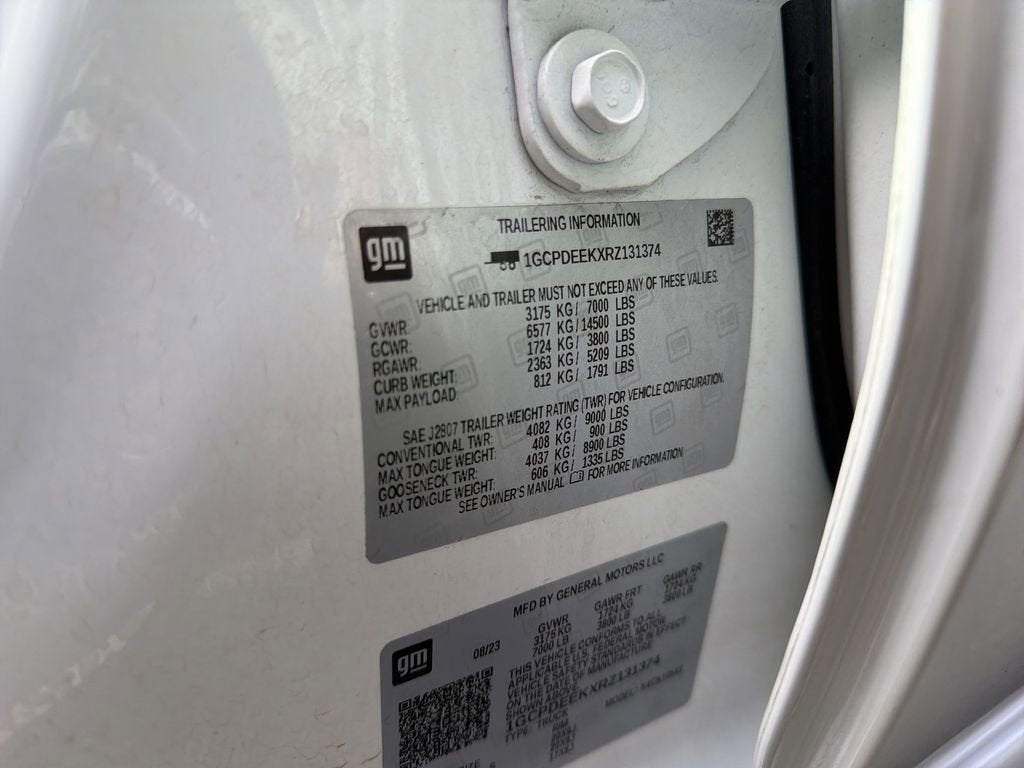 gm
TRAILERING INFORMATION
1GCPDEEKXRZ131374
VEHICLE AND TRAILER MUST NOT EXCEED ANY OF THESE VALUES.
GVWR: 3175 KG / 7000 LBS
GCWR: 6577 KG / 14500 LBS
RGAWR: 1724 KG / 3800 LBS
CURB WEIGHT: 2363 KG / 5209 LBS
MAX PAYLOAD: 812 KG / 1791 LBS
SAE J2807 TRAILER WEIGHT RATING (TWR) FOR VEHICLE CONFIGURATION.
CONVENTIONAL TWR: 4082 KG / 9000 LBS
MAX TONGUE WEIGHT: 408 KG / 900 LBS
GOOSENECK TWR: 4037 KG / 8900 LBS
MAX TONGUE WEIGHT: 606 KG / 1335 LBS
SEE OWNER'S MANUAL FOR MORE INFORMATION
gm
MFD BY GENERAL MOTORS LLC
08/23
GVWR GAWR FRT GAWR RR
3175 KG 1724 KG 1724 KG
7000 LB 3800 LB 3800 LB
THIS VEHICLE CONFORMS TO ALL
APPLICABLE U.S. FEDERAL MOTOR
VEHICLE SAFETY STANDARDS IN EFFECT
ON THE DATE OF MANUFACTURE
SHOWN ABOVE.
1GCPDEEKXRZ131374
TYPE: TRUCK MODEL: